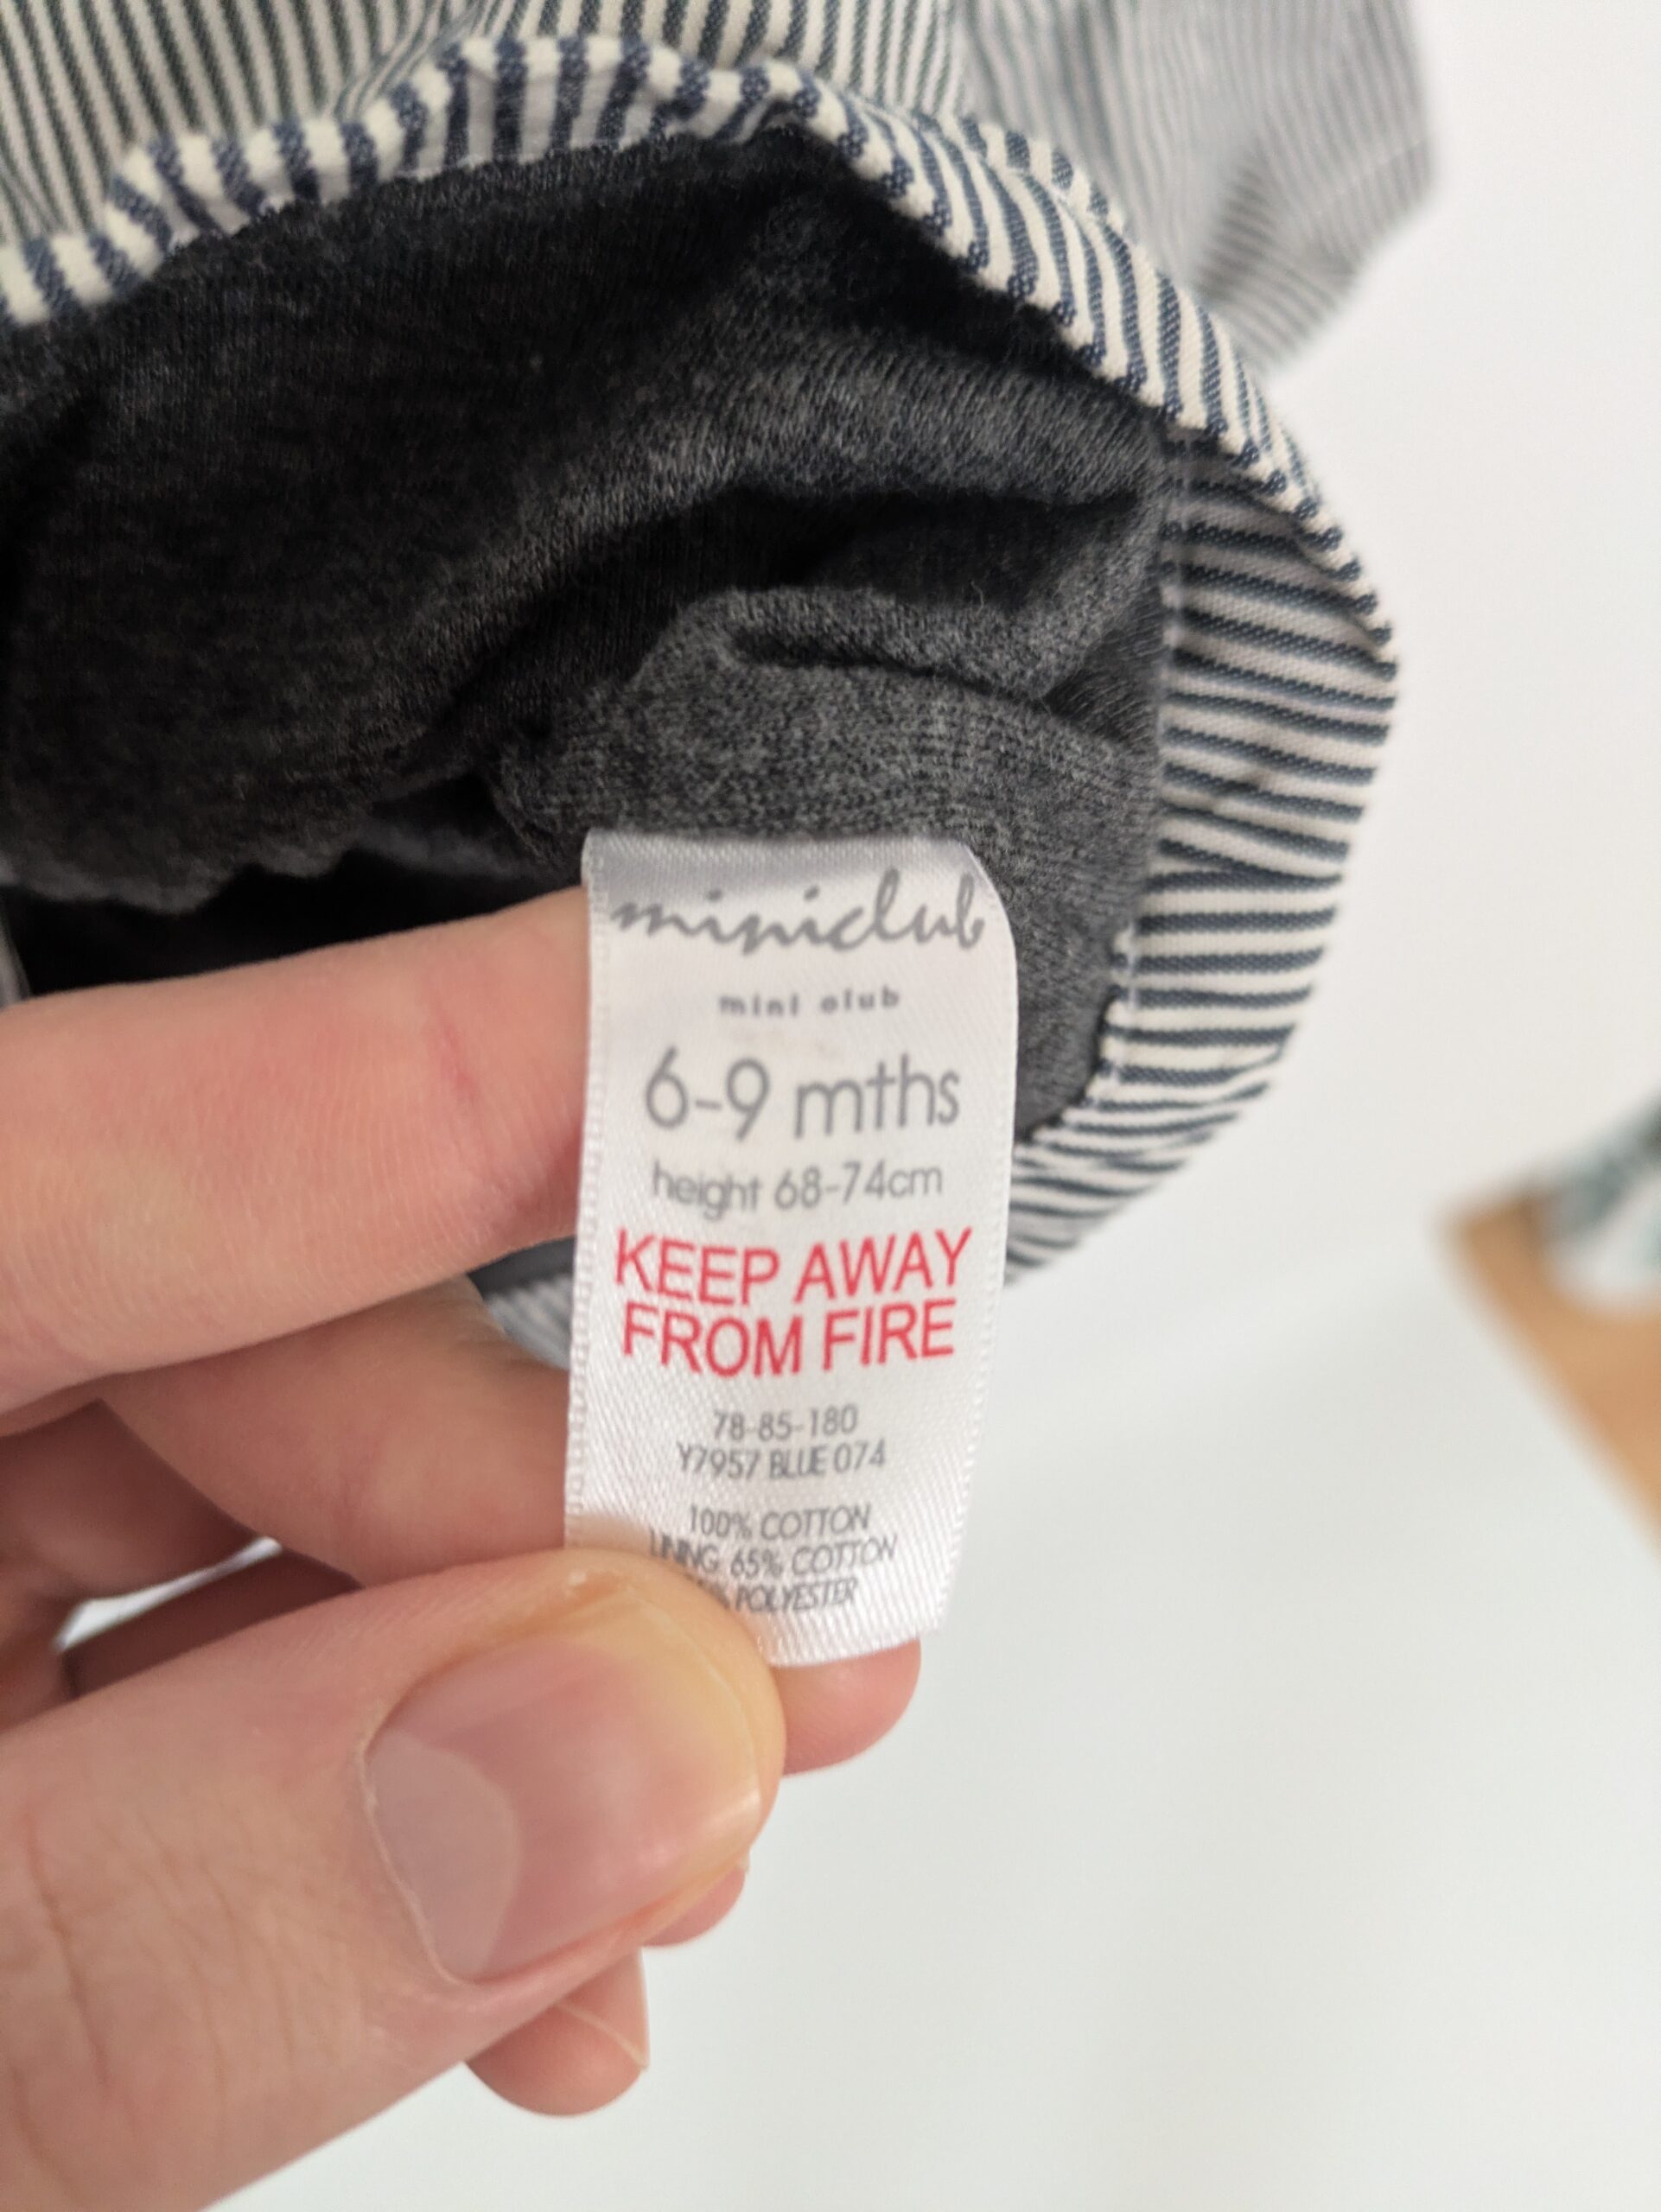 miniclub
mini club
6-9 mths
height 68-74cm
KEEP AWAY
FROM FIRE
78-85-180
Y7957 BLUE 074
100% COTTON
LINING 65% COTTON
POLYESTER